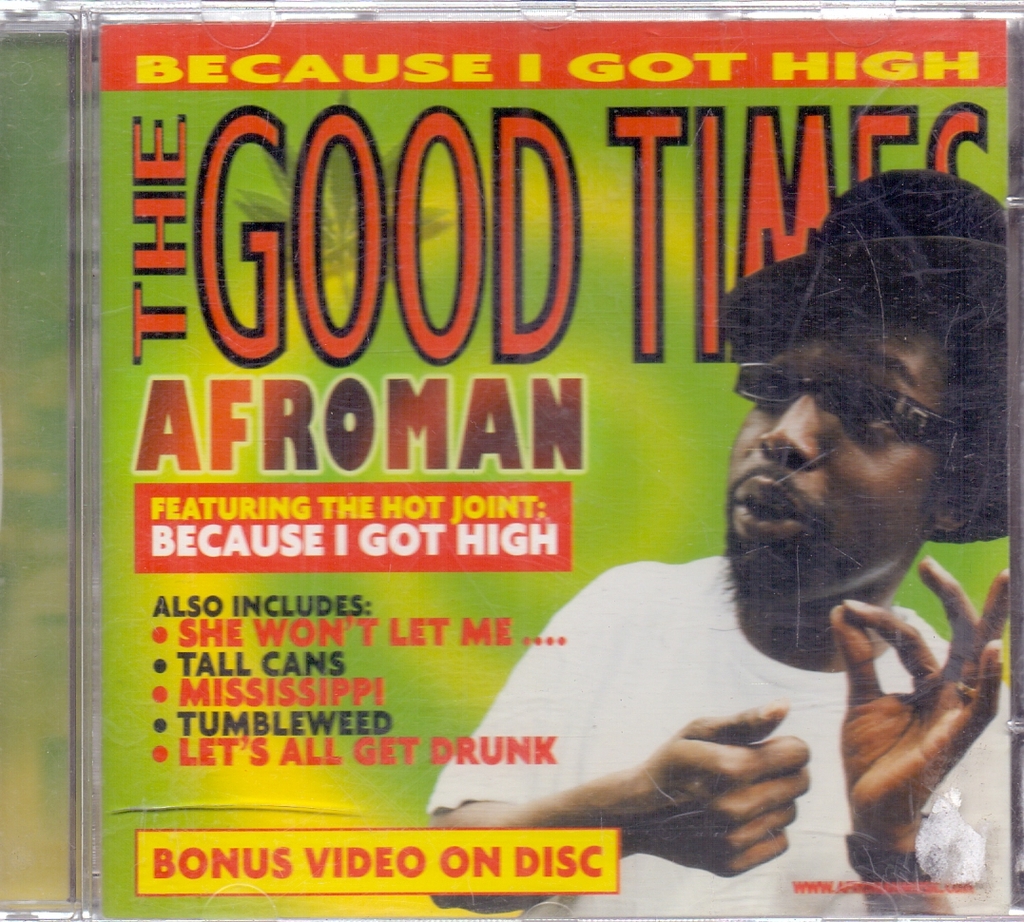 BECAUSE I GOT HIGH
THE GOOD TIMES
AFROMAN
FEATURING THE HOT JOINT:
BECAUSE I GOT HIGH
ALSO INCLUDES:
• SHE WON'T LET ME ....
• TALL CANS
• MISSISSIPPI
• TUMBLEWEED
• LET'S ALL GET DRUNK
BONUS VIDEO ON DISC